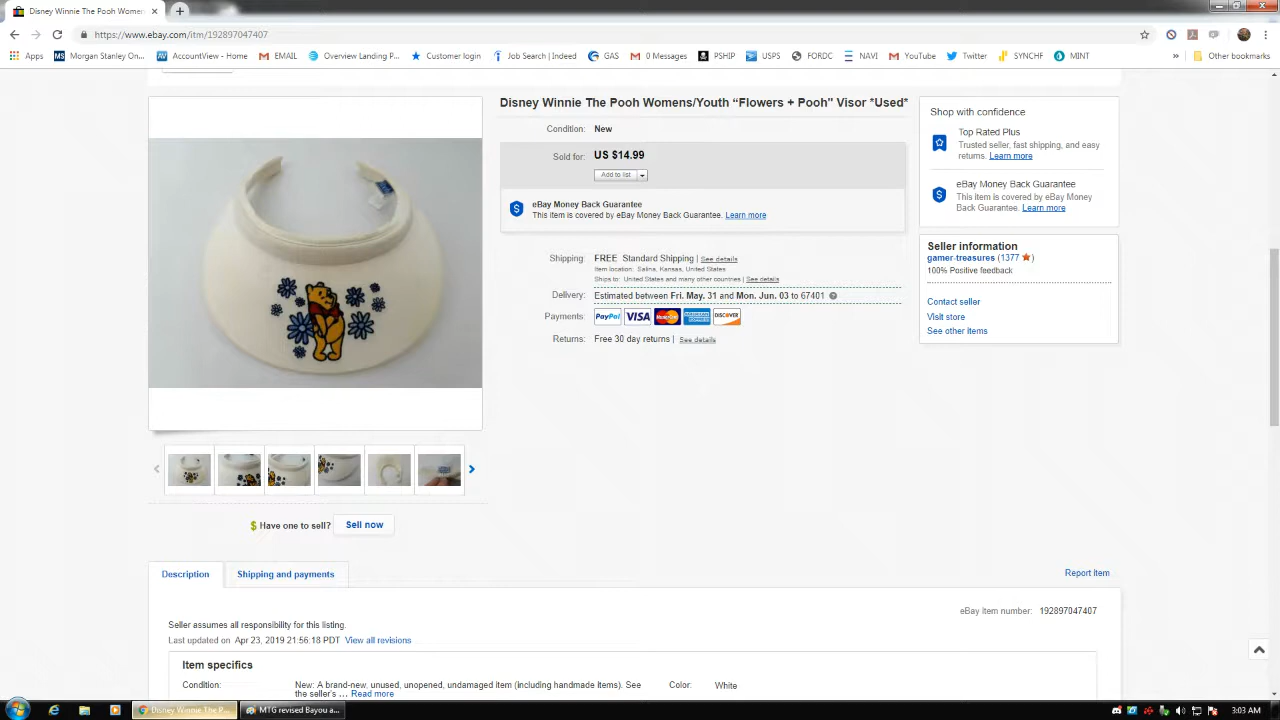 Disney Winnie The Pooh Women
https://www.ebay.com/itm/192897047407
Apps Morgan Stanley On... AccountView - Home EMAIL Overview Landing P... Customer login Job Search | Indeed GAS 0 Messages PSHIP USPS FORDC NAVI YouTube Twitter SYNCHF MINT » Other bookmarks
Disney Winnie The Pooh Womens/Youth “Flowers + Pooh” Visor *Used*
Condition: New
Sold for: US $14.99
Add to list
eBay Money Back Guarantee
This item is covered by eBay Money Back Guarantee. Learn more
Shipping: FREE Standard Shipping | See details
Item location: Salina, Kansas, United States
Ships to: United States and many other countries | See details
Delivery: Estimated between Fri. May. 31 and Mon. Jun. 03 to 67401
Payments: PayPal VISA MasterCard AMERICAN EXPRESS DISCOVER
Returns: Free 30 day returns | See details
Shop with confidence
Top Rated Plus
Trusted seller, fast shipping, and easy
returns. Learn more
eBay Money Back Guarantee
This item is covered by eBay Money
Back Guarantee. Learn more
Seller information
gamer-treasures (1377 )
100% Positive feedback
Contact seller
Visit store
See other items
$ Have one to sell? Sell now
Description Shipping and payments
Report item
eBay item number: 192897047407
Seller assumes all responsibility for this listing.
Last updated on Apr 23, 2019 21:56:18 PDT View all revisions
Item specifics
Condition: New: A brand-new, unused, unopened, undamaged item (including handmade items). See
the seller's ... Read more
Color: White
Disney Winnie The P... MTG revised Bayou a... 3:03 AM